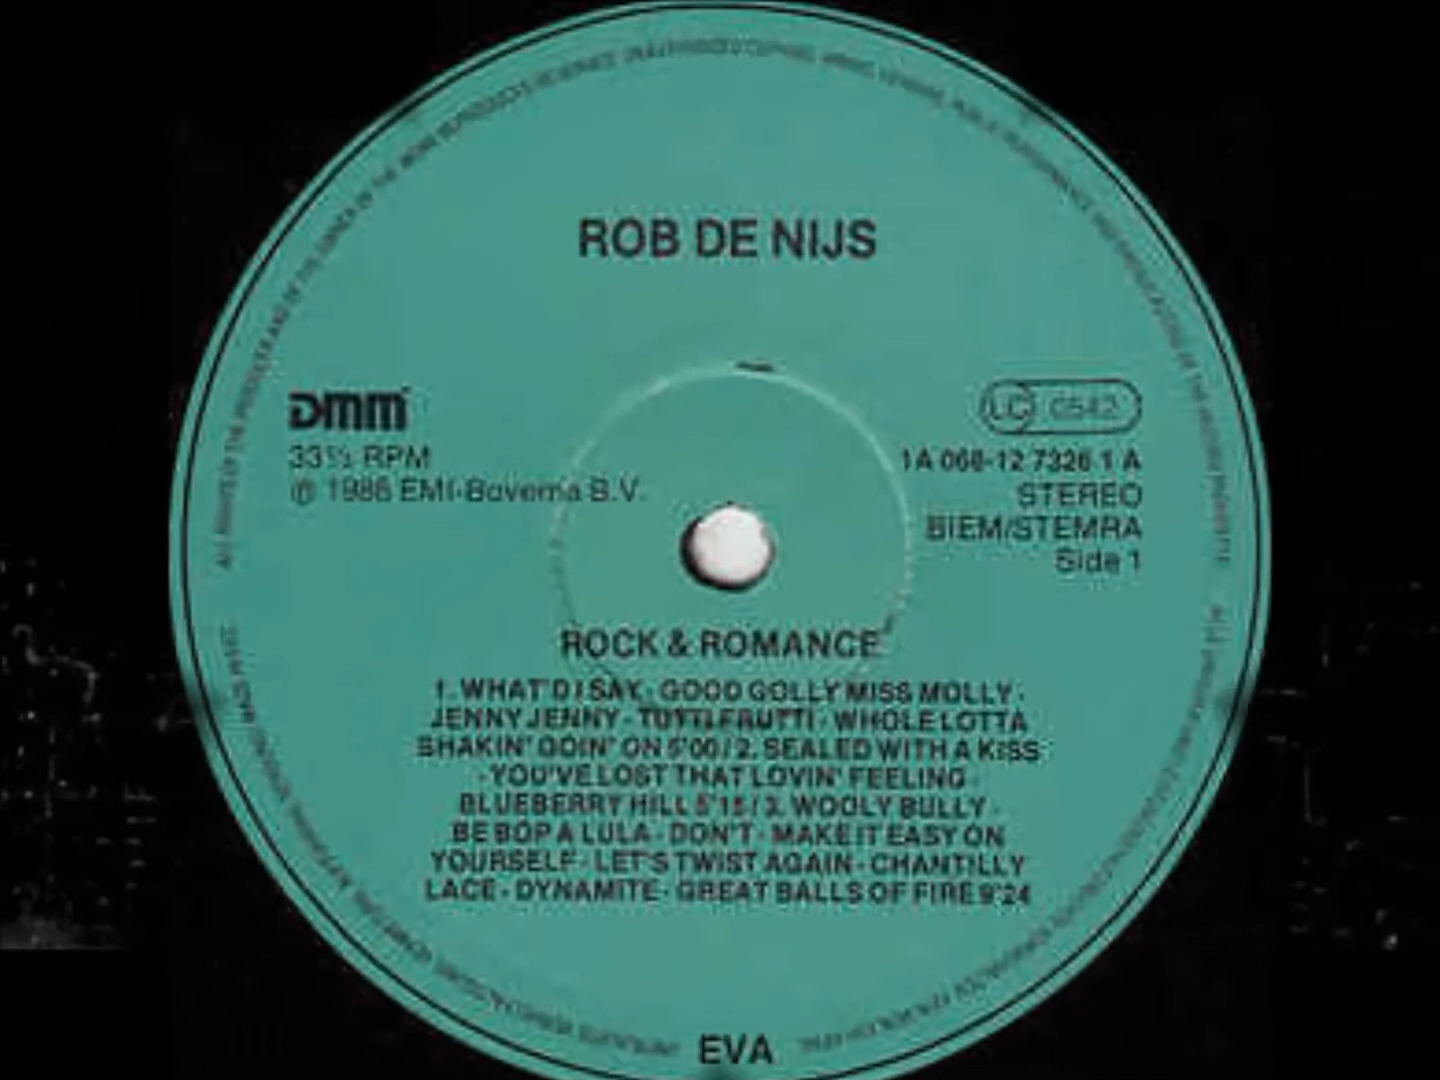 ROB DE NIJS
DMM
33⅓ RPM
℗ 1986 EMI-Bovema B.V.
LC 0542
1A 068-12 7326 1 A
STEREO
BIEM/STEMRA
Side 1
ROCK & ROMANCE
1. WHAT'D I SAY · GOOD GOLLY MISS MOLLY ·
JENNY JENNY · TUTTI FRUTTI · WHOLE LOTTA
SHAKIN' GOIN' ON 5'00 / 2. SEALED WITH A KISS
· YOU'VE LOST THAT LOVIN' FEELING ·
BLUEBERRY HILL 5'15 / 3. WOOLY BULLY ·
BE BOP A LULA · DON'T · MAKE IT EASY ON
YOURSELF · LET'S TWIST AGAIN · CHANTILLY
LACE · DYNAMITE · GREAT BALLS OF FIRE 9'24
EVA